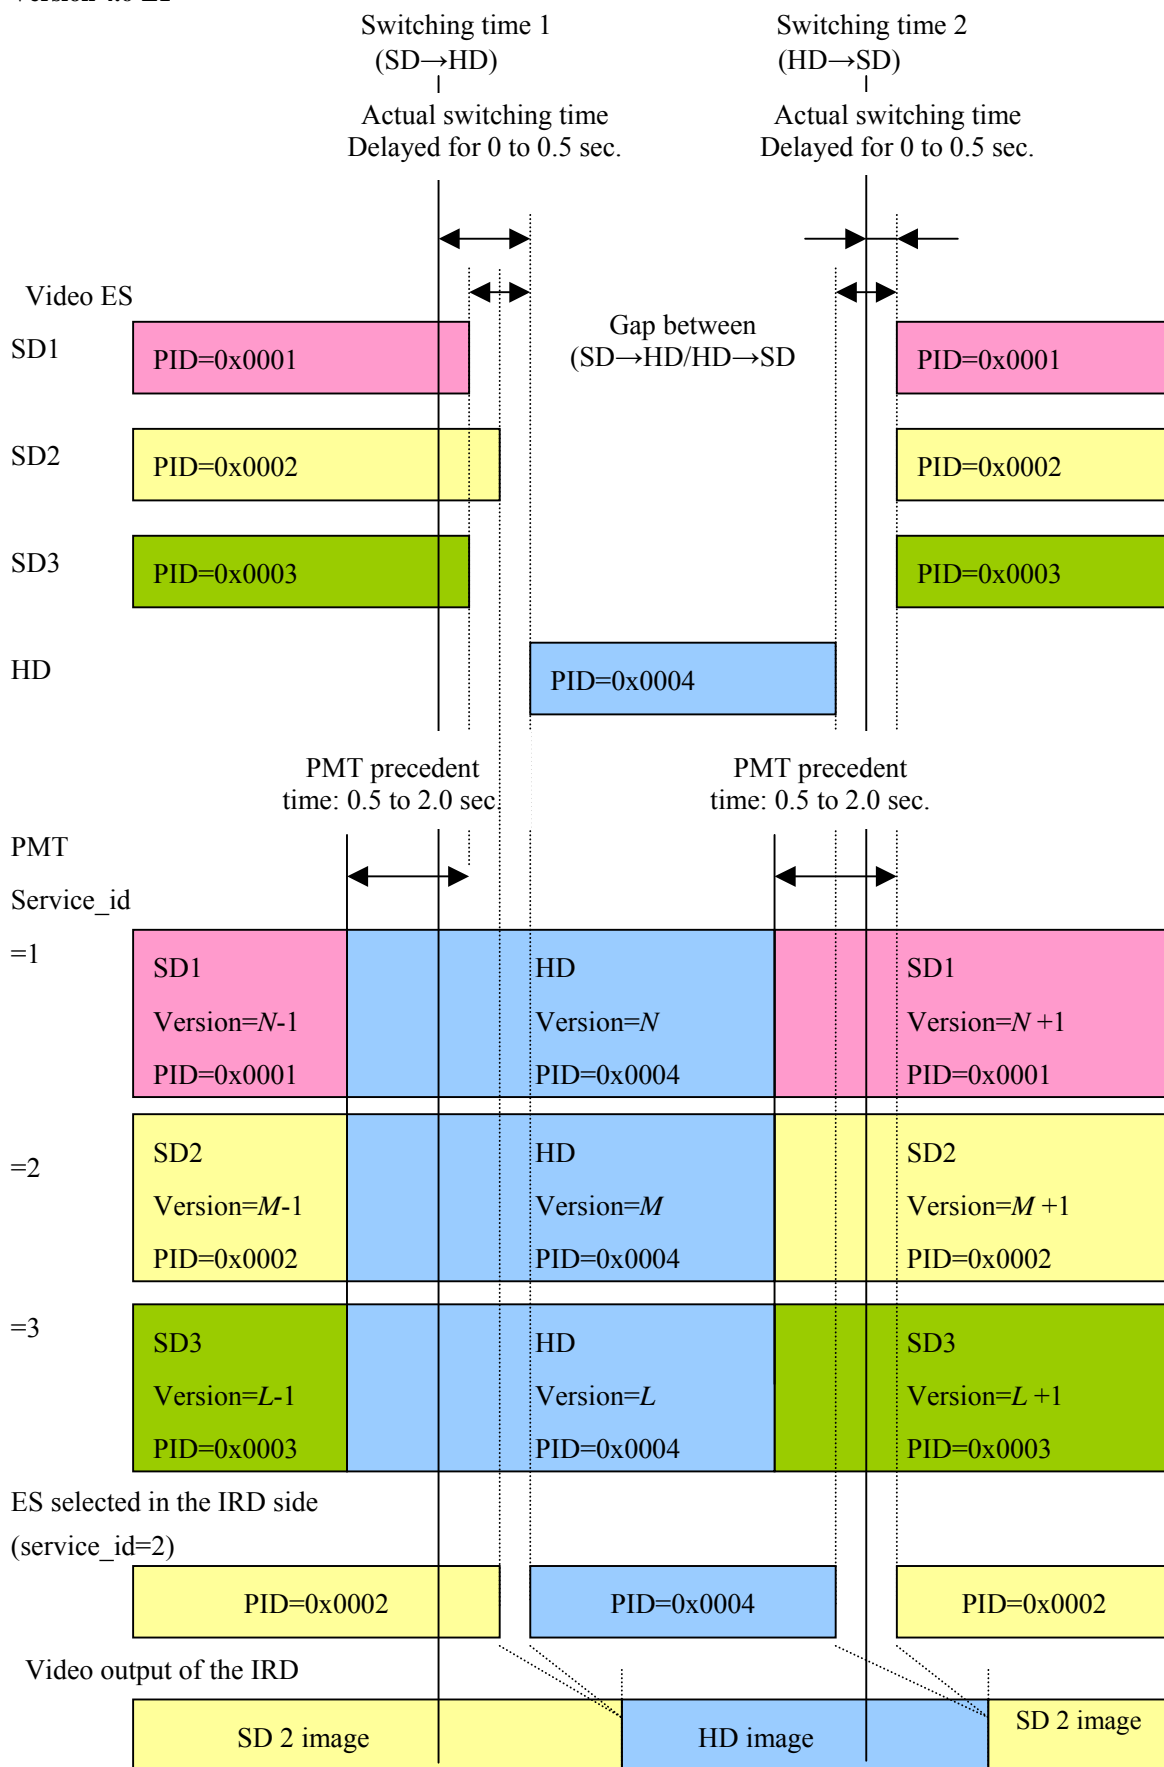 Version 4.0-E1
Switching time 1
(SD→HD)
Switching time 2
(HD→SD)
Actual switching time
Delayed for 0 to 0.5 sec.
Actual switching time
Delayed for 0 to 0.5 sec.
Video ES
Gap between
(SD→HD/HD→SD
SD1
PID=0x0001
PID=0x0001
SD2
PID=0x0002
PID=0x0002
SD3
PID=0x0003
PID=0x0003
HD
PID=0x0004
PMT precedent
time: 0.5 to 2.0 sec.
PMT precedent
time: 0.5 to 2.0 sec.
PMT
Service_id
=1
SD1
Version=N-1
PID=0x0001
HD
Version=N
PID=0x0004
SD1
Version=N +1
PID=0x0001
=2
SD2
Version=M-1
PID=0x0002
HD
Version=M
PID=0x0004
SD2
Version=M +1
PID=0x0002
=3
SD3
Version=L-1
PID=0x0003
HD
Version=L
PID=0x0004
SD3
Version=L +1
PID=0x0003
ES selected in the IRD side
(service_id=2)
PID=0x0002
PID=0x0004
PID=0x0002
Video output of the IRD
SD 2 image
HD image
SD 2 image